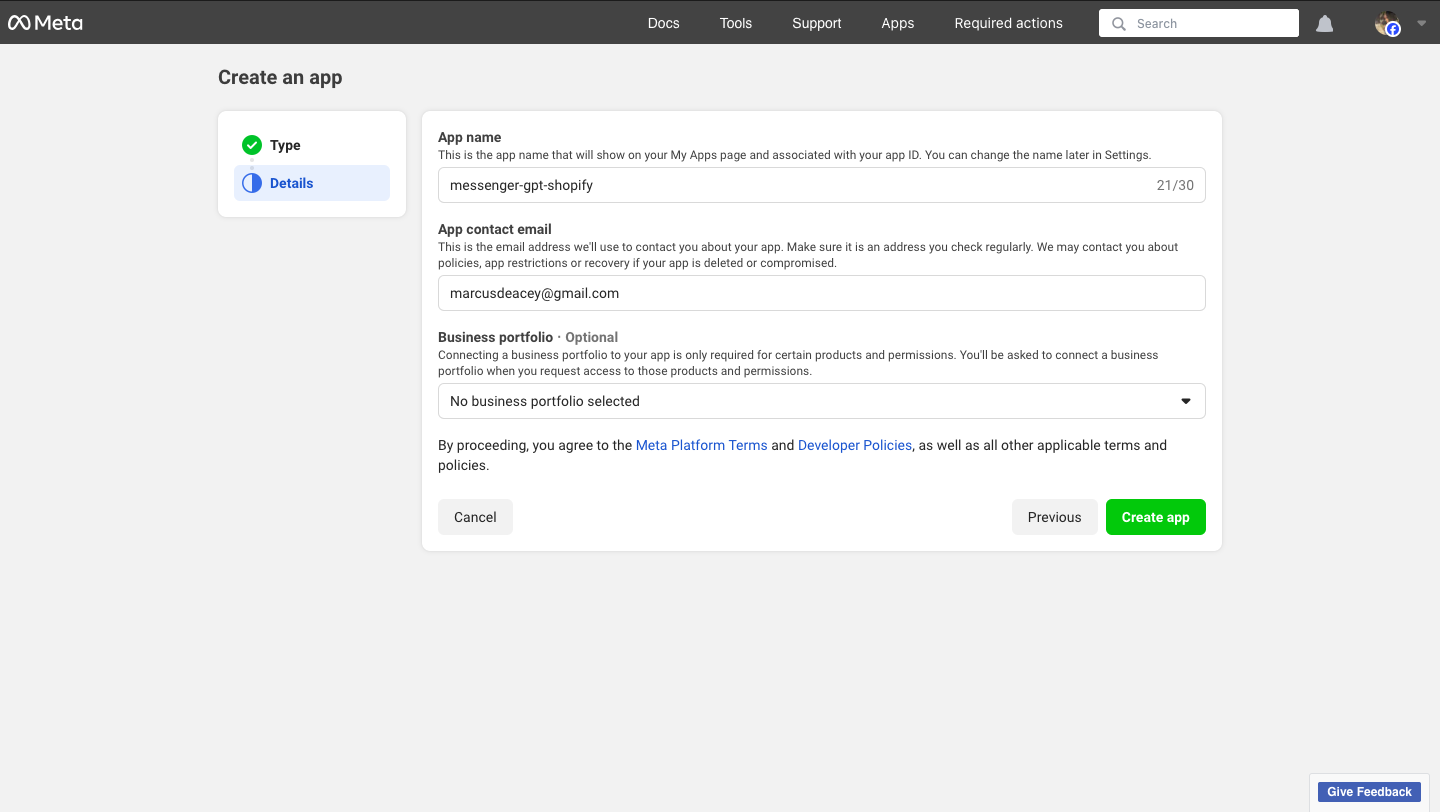 Meta
Docs Tools Support Apps Required actions Search
Create an app
Type
Details
App name
This is the app name that will show on your My Apps page and associated with your app ID. You can change the name later in Settings.
messenger-gpt-shopify 21/30
App contact email
This is the email address we'll use to contact you about your app. Make sure it is an address you check regularly. We may contact you about
policies, app restrictions or recovery if your app is deleted or compromised.
marcusdeacey@gmail.com
Business portfolio · Optional
Connecting a business portfolio to your app is only required for certain products and permissions. You'll be asked to connect a business
portfolio when you request access to those products and permissions.
No business portfolio selected
By proceeding, you agree to the Meta Platform Terms and Developer Policies, as well as all other applicable terms and
policies.
Cancel Previous Create app
Give Feedback